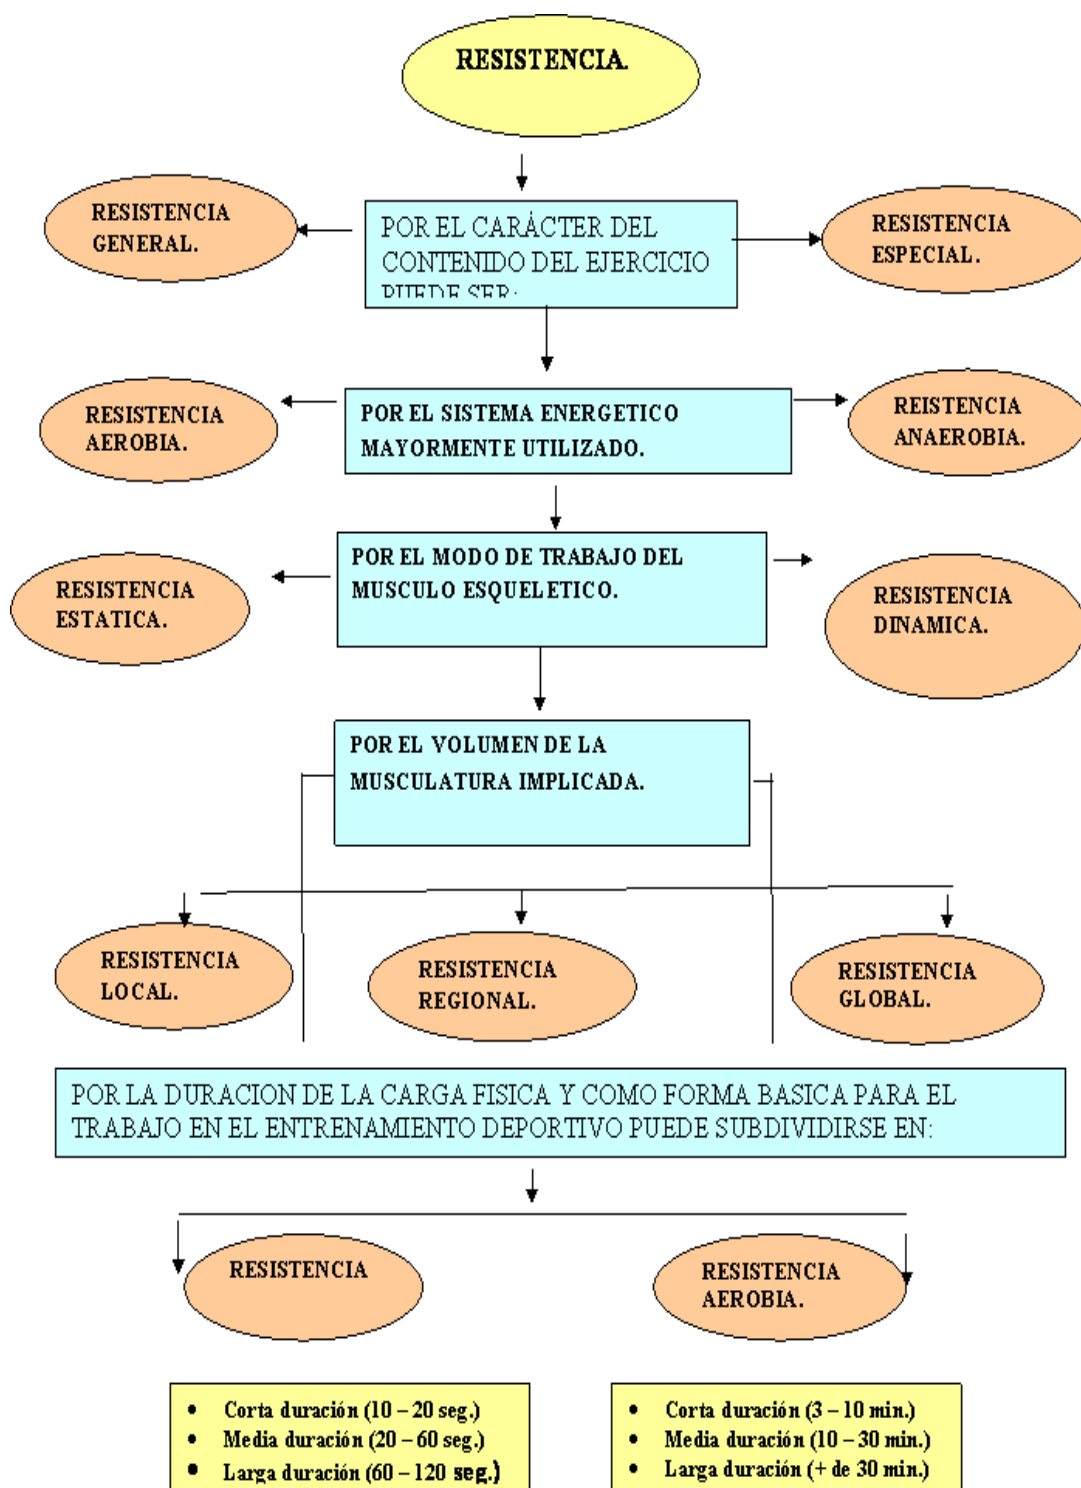 RESISTENCIA.
RESISTENCIA
GENERAL.
POR EL CARÁCTER DEL
CONTENIDO DEL EJERCICIO
PUEDE SER:
RESISTENCIA
ESPECIAL.
RESISTENCIA
AEROBIA.
POR EL SISTEMA ENERGETICO
MAYORMENTE UTILIZADO.
REISTENCIA
ANAEROBIA.
RESISTENCIA
ESTATICA.
POR EL MODO DE TRABAJO DEL
MUSCULO ESQUELETICO.
RESISTENCIA
DINAMICA.
POR EL VOLUMEN DE LA
MUSCULATURA IMPLICADA.
RESISTENCIA
LOCAL.
RESISTENCIA
REGIONAL.
RESISTENCIA
GLOBAL.
POR LA DURACION DE LA CARGA FISICA Y COMO FORMA BASICA PARA EL
TRABAJO EN EL ENTRENAMIENTO DEPORTIVO PUEDE SUBDIVIDIRSE EN:
RESISTENCIA
RESISTENCIA
AEROBIA.
• Corta duración (10 – 20 seg.)
• Media duración (20 – 60 seg.)
• Larga duración (60 – 120 seg.)
• Corta duración (3 – 10 min.)
• Media duración (10 – 30 min.)
• Larga duración (+ de 30 min.)